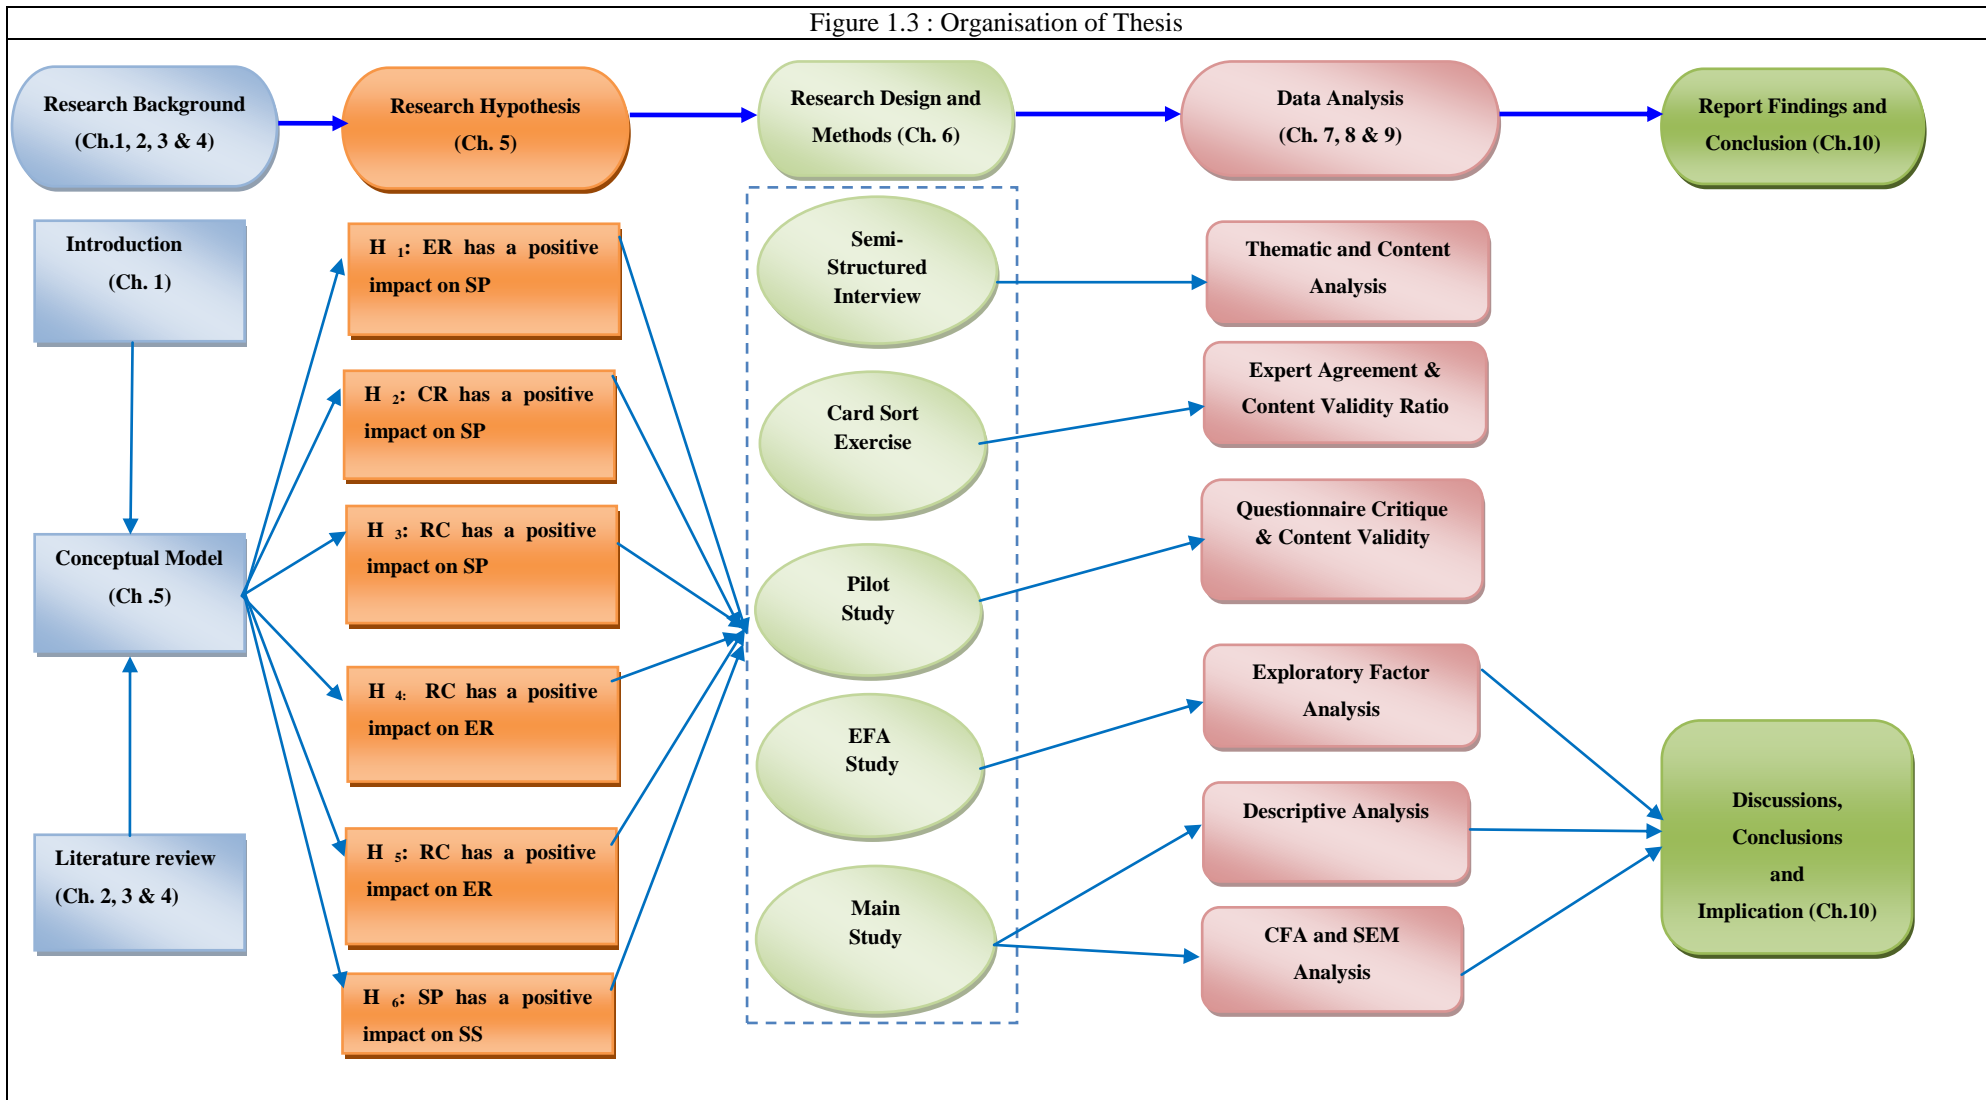 Figure 1.3 : Organisation of Thesis
Research Background
(Ch.1, 2, 3 & 4)
Research Hypothesis
(Ch. 5)
Research Design and
Methods (Ch. 6)
Data Analysis
(Ch. 7, 8 & 9)
Report Findings and
Conclusion (Ch.10)
Introduction
(Ch. 1)
Conceptual Model
(Ch .5)
Literature review
(Ch. 2, 3 & 4)
H 1: ER has a positive
impact on SP
H 2: CR has a positive
impact on SP
H 3: RC has a positive
impact on SP
H 4: RC has a positive
impact on ER
H 5: RC has a positive
impact on ER
H 6: SP has a positive
impact on SS
Semi-
Structured
Interview
Card Sort
Exercise
Pilot
Study
EFA
Study
Main
Study
Thematic and Content
Analysis
Expert Agreement &
Content Validity Ratio
Questionnaire Critique
& Content Validity
Exploratory Factor
Analysis
Descriptive Analysis
CFA and SEM
Analysis
Discussions,
Conclusions
and
Implication (Ch.10)